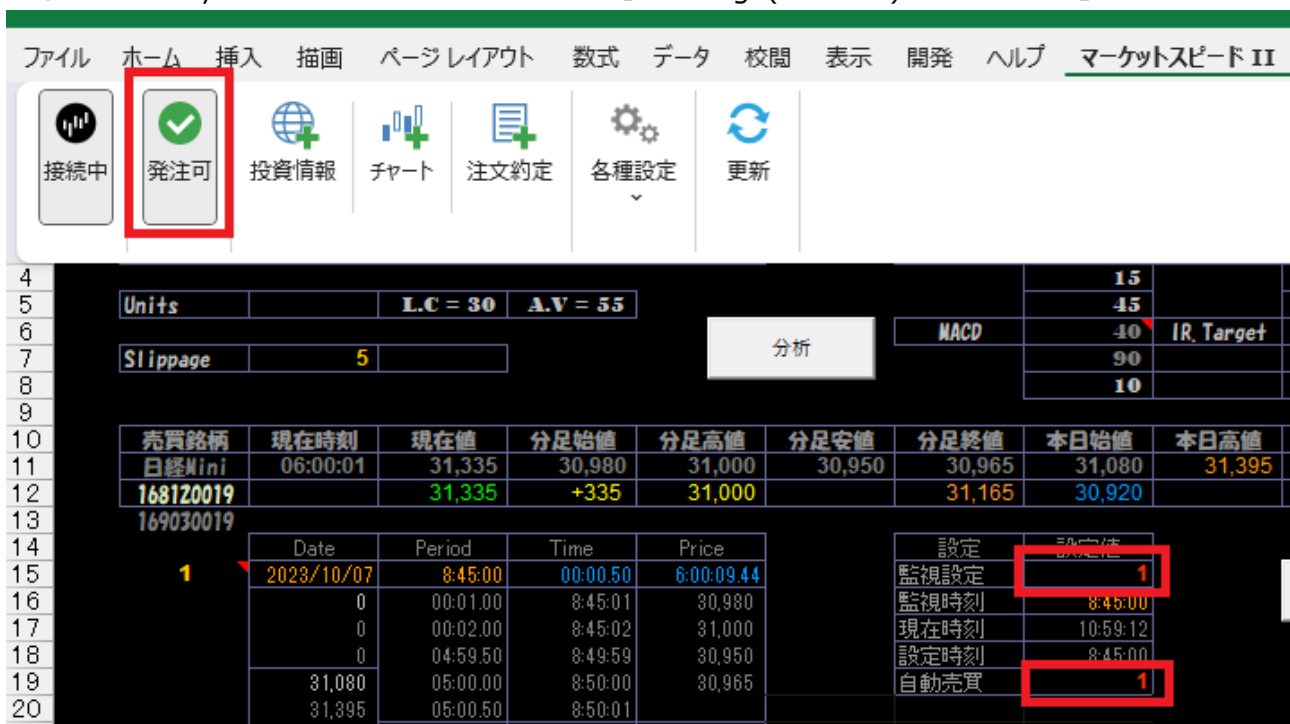 ファイル ホーム 挿入 描画 ページ レイアウト 数式 データ 校閲 表示 開発 ヘルプ マーケットスピード II
接続中 発注可 投資情報 チャート 注文約定 各種設定 更新
4 15
5 Units L.C = 30 A.V = 55 45
6 MACD 40 IR.Target
分析
7 Slippage 5 90
8 10
9
10 売買銘柄 現在時刻 現在値 分足始値 分足高値 分足安値 分足終値 本日始値 本日高値
11 日経Mini 06:00:01 31,335 30,980 31,000 30,950 30,965 31,080 31,395
12 168120019 31,335 +335 31,000 31,165 30,920
13 169030019
14 Date Period Time Price 設定 設定値
15 1 2023/10/07 8:45:00 00:00.50 6:00:09.44 監視設定 1
16 0 00:01.00 8:45:01 30,980 監視時刻 8:45:00
17 0 00:02.00 8:45:02 31,000 現在時刻 10:59:12
18 0 04:59.50 8:49:59 30,950 設定時刻 8:45:00
19 31,080 05:00.00 8:50:00 30,965 自動売買 1
20 31,395 05:00.50 8:50:01